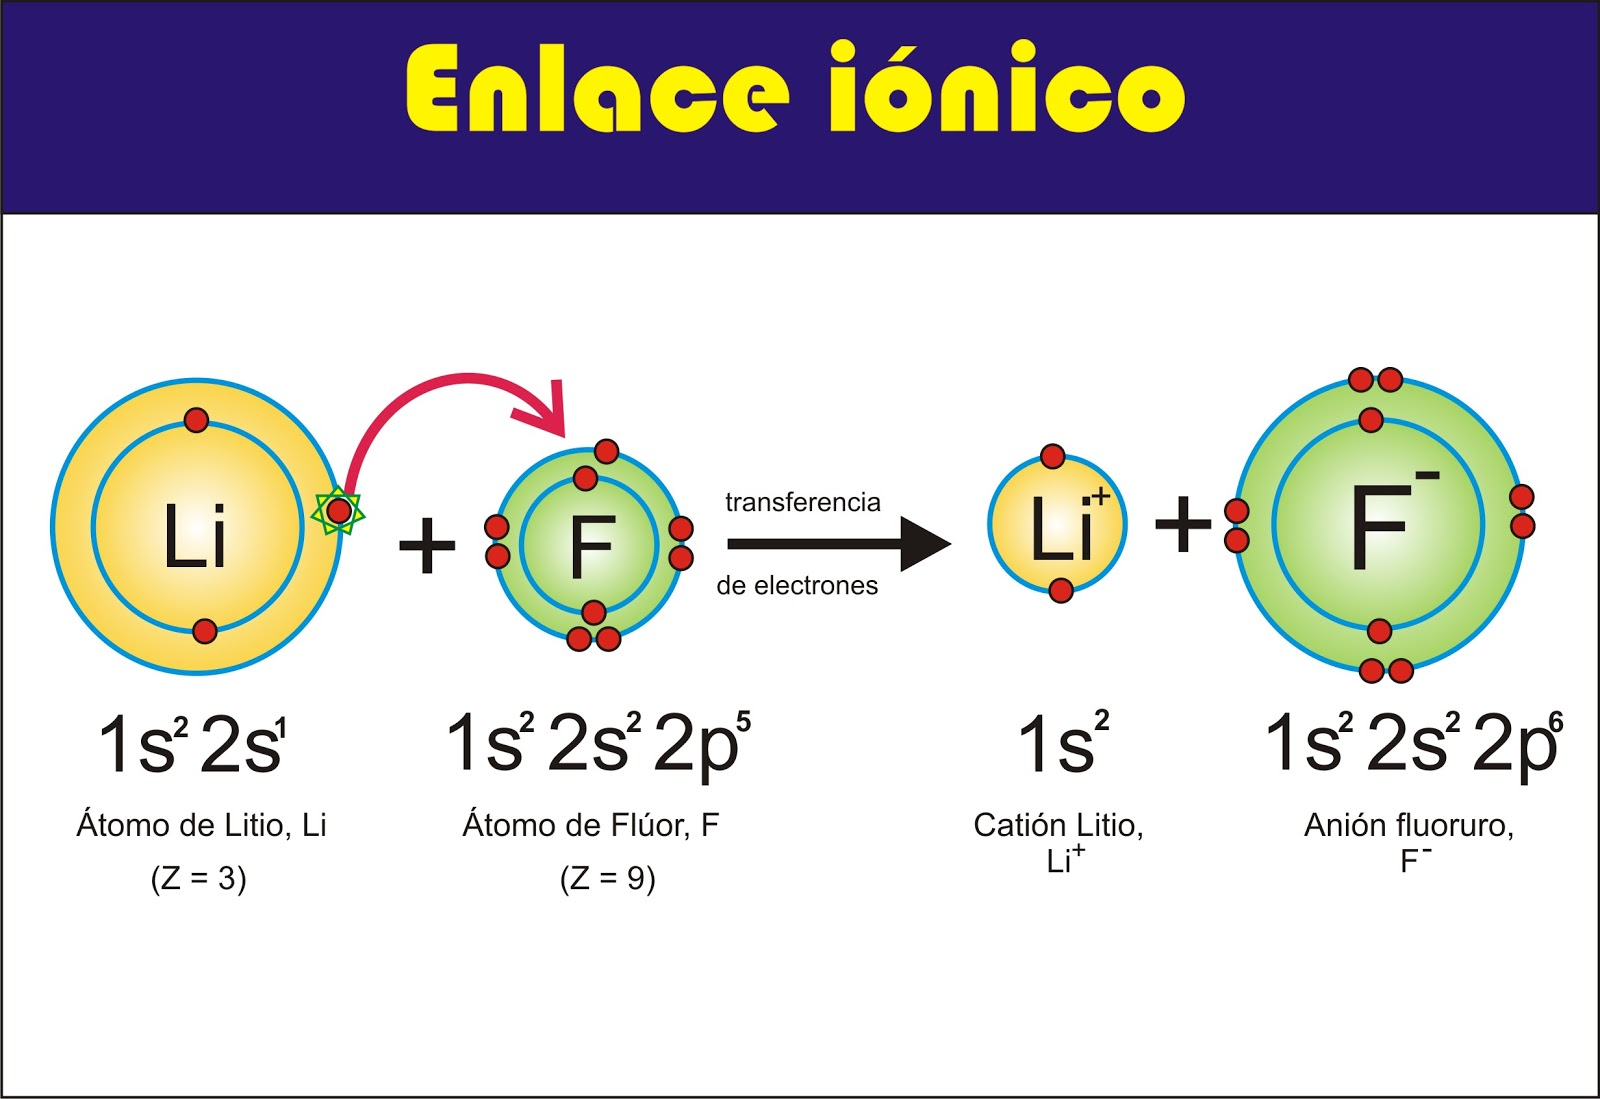 Enlace iónico
Li
+
F
transferencia
de electrones
Li⁺
+
F⁻
1s² 2s¹
1s² 2s² 2p⁵
1s²
1s² 2s² 2p⁶
Átomo de Litio, Li
(Z = 3)
Átomo de Flúor, F
(Z = 9)
Catión Litio,
Li⁺
Anión fluoruro,
F⁻